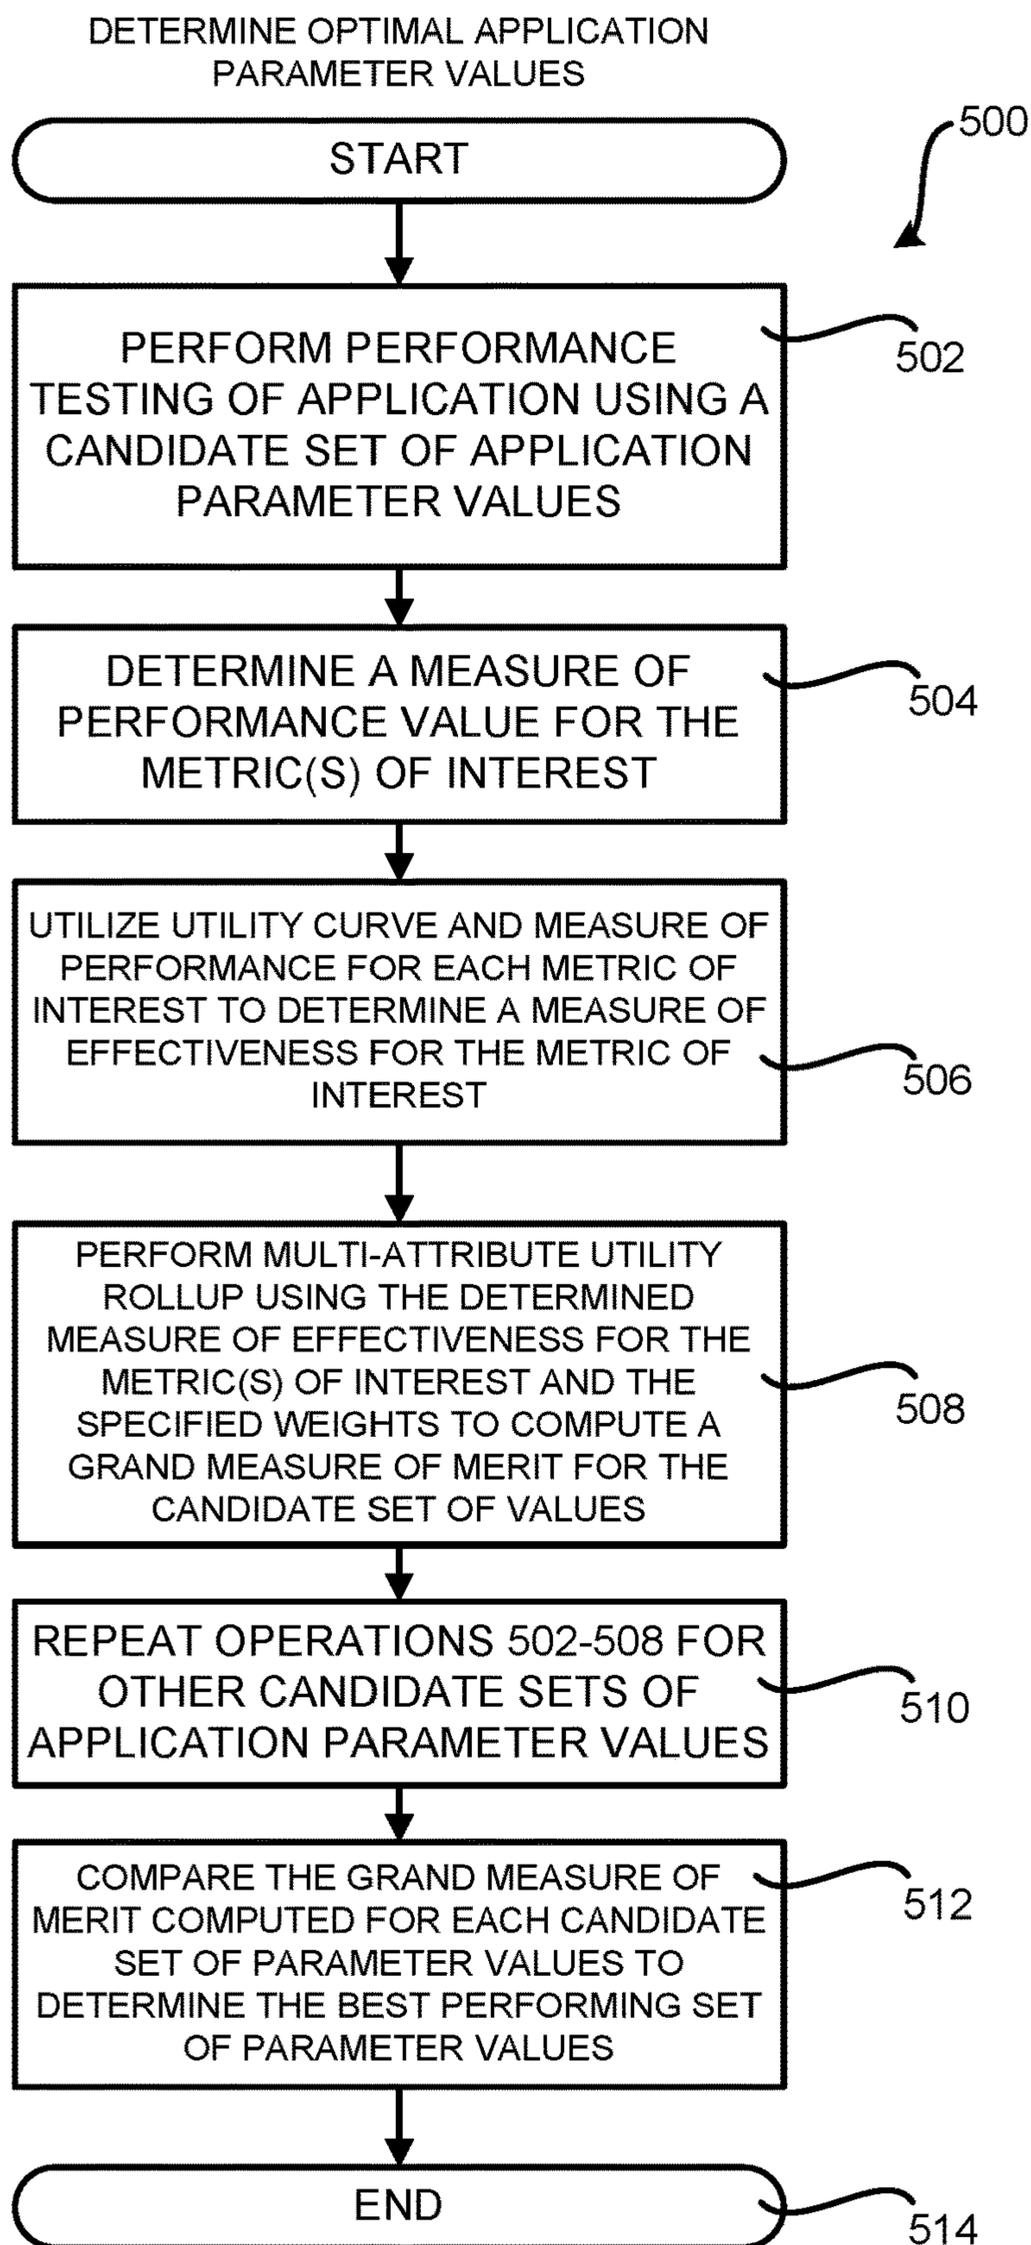 DETERMINE OPTIMAL APPLICATION
PARAMETER VALUES
START
500
PERFORM PERFORMANCE
TESTING OF APPLICATION USING A
CANDIDATE SET OF APPLICATION
PARAMETER VALUES
502
DETERMINE A MEASURE OF
PERFORMANCE VALUE FOR THE
METRIC(S) OF INTEREST
504
UTILIZE UTILITY CURVE AND MEASURE OF
PERFORMANCE FOR EACH METRIC OF
INTEREST TO DETERMINE A MEASURE OF
EFFECTIVENESS FOR THE METRIC OF
INTEREST
506
PERFORM MULTI-ATTRIBUTE UTILITY
ROLLUP USING THE DETERMINED
MEASURE OF EFFECTIVENESS FOR THE
METRIC(S) OF INTEREST AND THE
SPECIFIED WEIGHTS TO COMPUTE A
GRAND MEASURE OF MERIT FOR THE
CANDIDATE SET OF VALUES
508
REPEAT OPERATIONS 502-508 FOR
OTHER CANDIDATE SETS OF
APPLICATION PARAMETER VALUES
510
COMPARE THE GRAND MEASURE OF
MERIT COMPUTED FOR EACH CANDIDATE
SET OF PARAMETER VALUES TO
DETERMINE THE BEST PERFORMING SET
OF PARAMETER VALUES
512
END
514